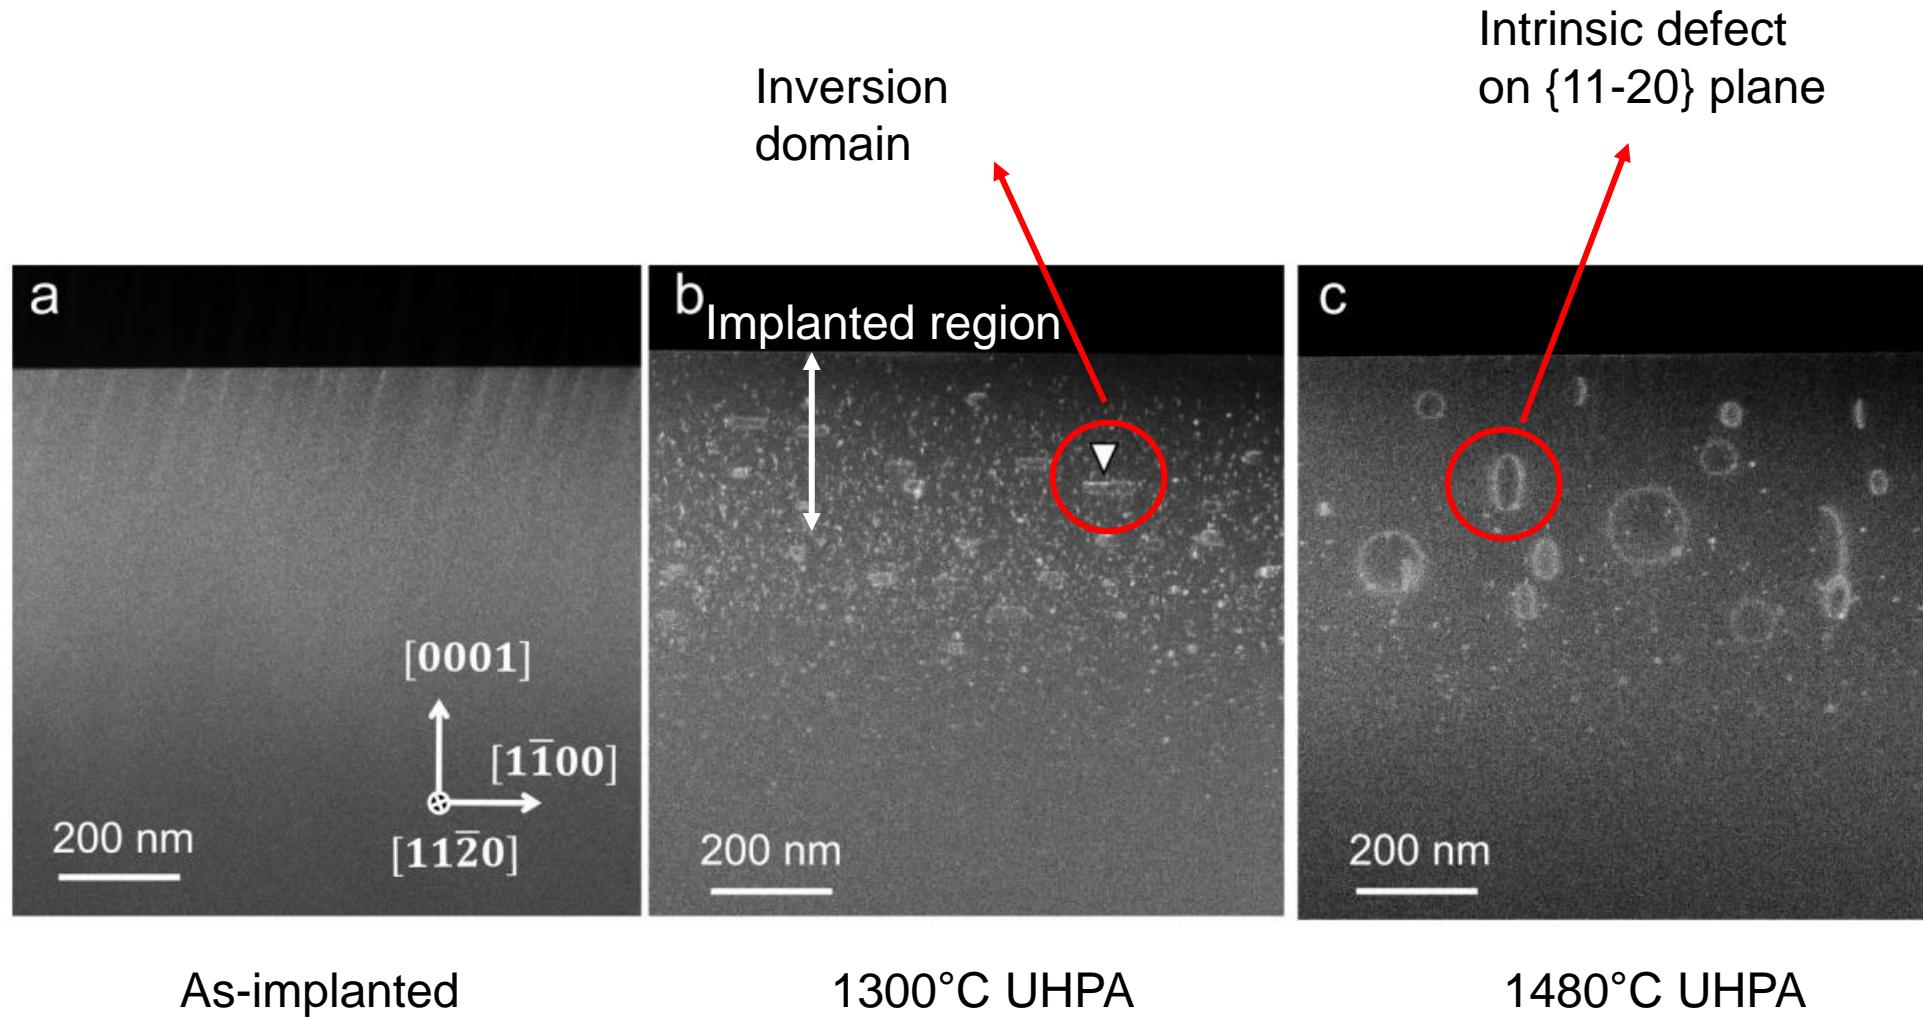 Intrinsic defect
on {11-20} plane
Inversion
domain
a
b
Implanted region
c
[0001]
[11̅00]
[112̅0]
200 nm
200 nm
200 nm
As-implanted
1300°C UHPA
1480°C UHPA